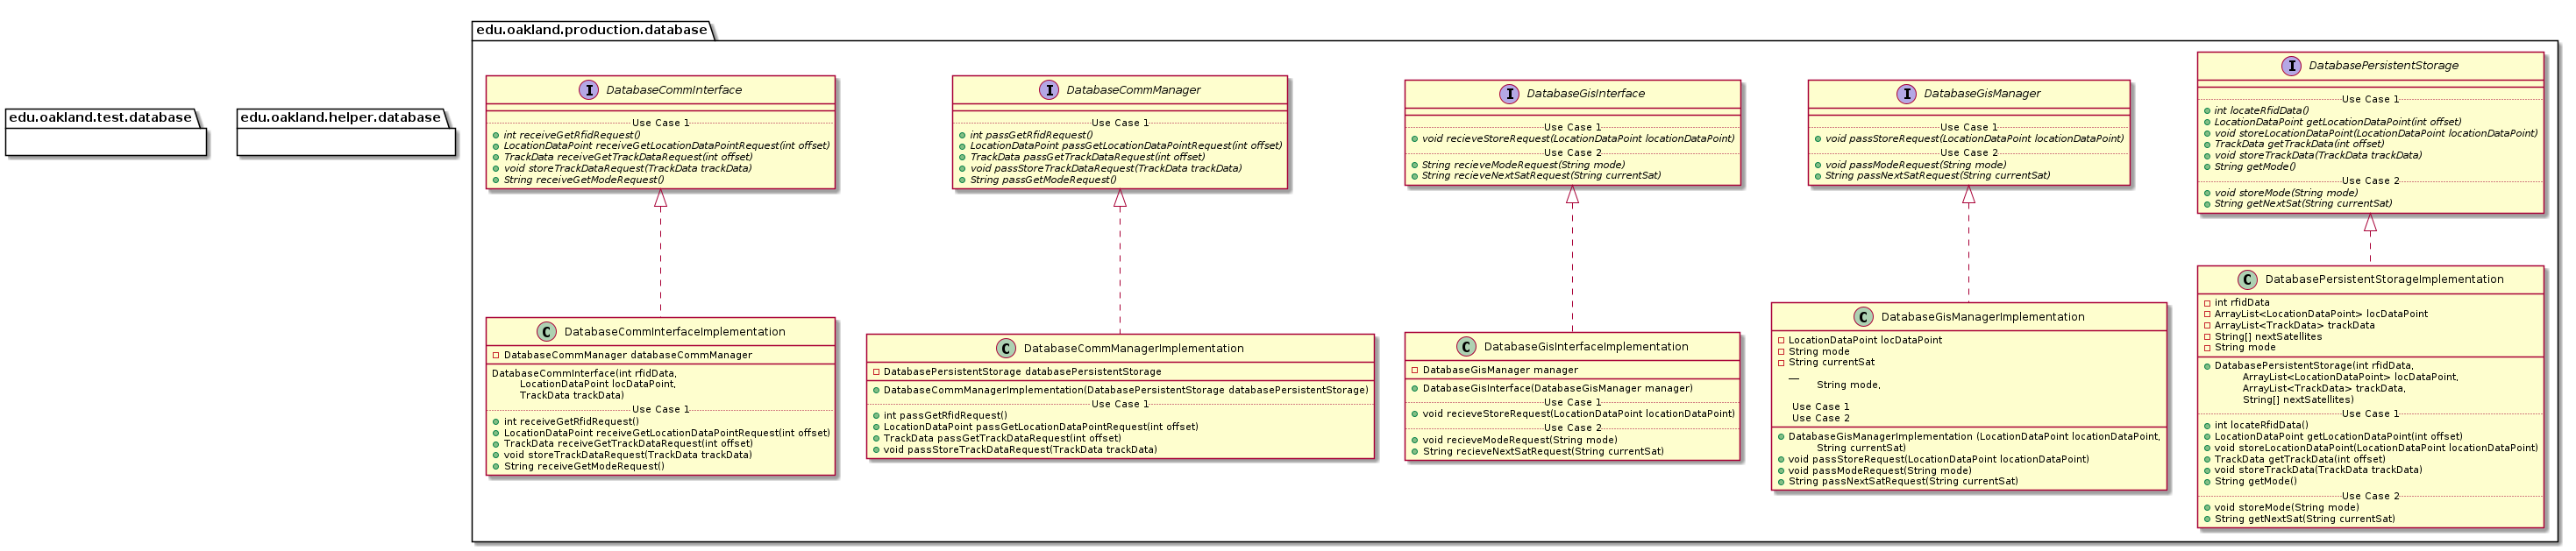 edu.oakland.test.database
edu.oakland.helper.database
edu.oakland.production.database
I DatabaseCommInterface
Use Case 1
int receiveGetRfidRequest()
LocationDataPoint receiveGetLocationDataPointRequest(int offset)
TrackData receiveGetTrackDataRequest(int offset)
void storeTrackDataRequest(TrackData trackData)
String receiveGetModeRequest()
I DatabaseCommManager
Use Case 1
int passGetRfidRequest()
LocationDataPoint passGetLocationDataPointRequest(int offset)
TrackData passGetTrackDataRequest(int offset)
void passStoreTrackDataRequest(TrackData trackData)
String passGetModeRequest()
I DatabaseGisInterface
Use Case 1
void recieveStoreRequest(LocationDataPoint locationDataPoint)
Use Case 2
String recieveModeRequest(String mode)
String recieveNextSatRequest(String currentSat)
I DatabaseGisManager
Use Case 1
void passStoreRequest(LocationDataPoint locationDataPoint)
Use Case 2
void passModeRequest(String mode)
String passNextSatRequest(String currentSat)
I DatabasePersistentStorage
Use Case 1
int locateRfidData()
LocationDataPoint getLocationDataPoint(int offset)
void storeLocationDataPoint(LocationDataPoint locationDataPoint)
TrackData getTrackData(int offset)
void storeTrackData(TrackData trackData)
String getMode()
Use Case 2
void storeMode(String mode)
String getNextSat(String currentSat)
C DatabaseCommInterfaceImplementation
DatabaseCommManager databaseCommManager
DatabaseCommInterface(int rfidData,
LocationDataPoint locDataPoint,
TrackData trackData)
Use Case 1
int receiveGetRfidRequest()
LocationDataPoint receiveGetLocationDataPointRequest(int offset)
TrackData receiveGetTrackDataRequest(int offset)
void storeTrackDataRequest(TrackData trackData)
String receiveGetModeRequest()
C DatabaseCommManagerImplementation
DatabasePersistentStorage databasePersistentStorage
DatabaseCommManagerImplementation(DatabasePersistentStorage databasePersistentStorage)
Use Case 1
int passGetRfidRequest()
LocationDataPoint passGetLocationDataPointRequest(int offset)
TrackData passGetTrackDataRequest(int offset)
void passStoreTrackDataRequest(TrackData trackData)
C DatabaseGisInterfaceImplementation
DatabaseGisManager manager
DatabaseGisInterface(DatabaseGisManager manager)
Use Case 1
void recieveStoreRequest(LocationDataPoint locationDataPoint)
Use Case 2
void recieveModeRequest(String mode)
String recieveNextSatRequest(String currentSat)
C DatabaseGisManagerImplementation
LocationDataPoint locDataPoint
String mode
String currentSat
__
String mode,
Use Case 1
Use Case 2
DatabaseGisManagerImplementation (LocationDataPoint locationDataPoint,
String currentSat)
void passStoreRequest(LocationDataPoint locationDataPoint)
void passModeRequest(String mode)
String passNextSatRequest(String currentSat)
C DatabasePersistentStorageImplementation
int rfidData
ArrayList<LocationDataPoint> locDataPoint
ArrayList<TrackData> trackData
String[] nextSatellites
String mode
DatabasePersistentStorage(int rfidData,
ArrayList<LocationDataPoint> locDataPoint,
ArrayList<TrackData> trackData,
String[] nextSatellites)
Use Case 1
int locateRfidData()
LocationDataPoint getLocationDataPoint(int offset)
void storeLocationDataPoint(LocationDataPoint locationDataPoint)
TrackData getTrackData(int offset)
void storeTrackData(TrackData trackData)
String getMode()
Use Case 2
void storeMode(String mode)
String getNextSat(String currentSat)